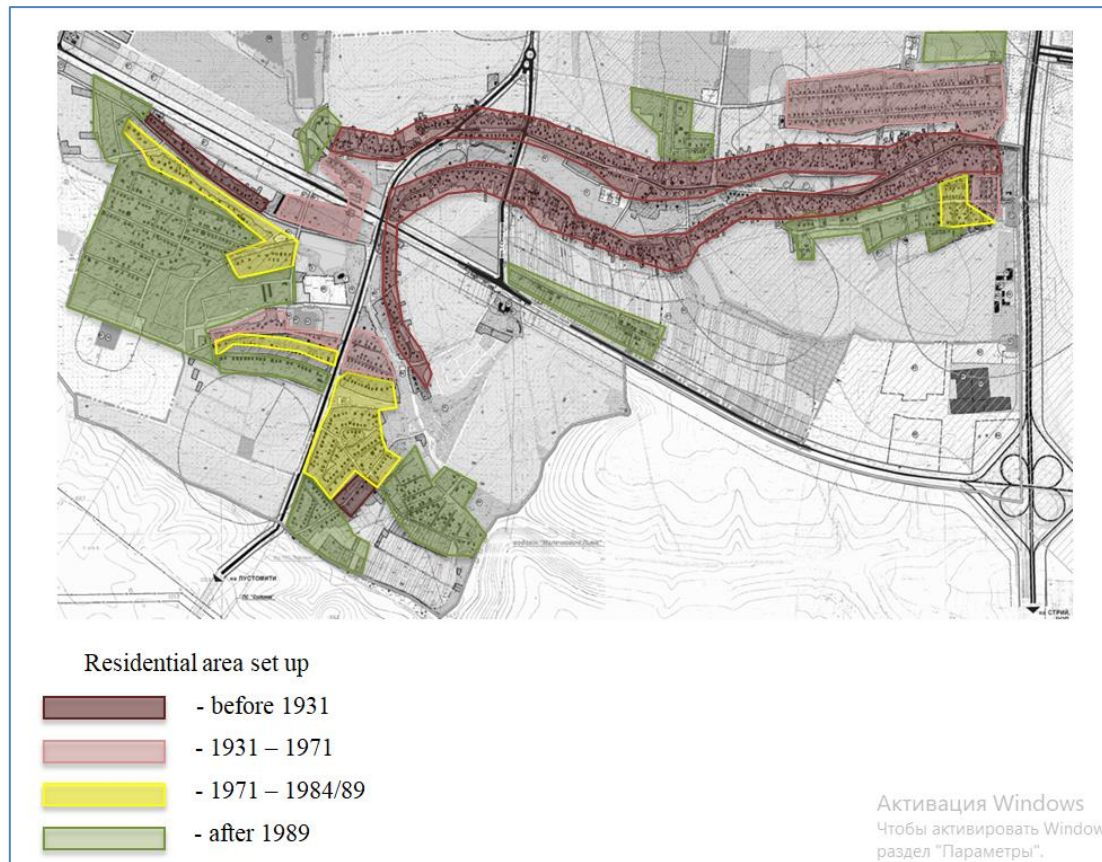 на ПУСТОМИТИ
на СТРИЙ,
Residential area set up
- before 1931
- 1931 – 1971
- 1971 – 1984/89
- after 1989
Активация Windows
Чтобы активировать Window
раздел "Параметры".